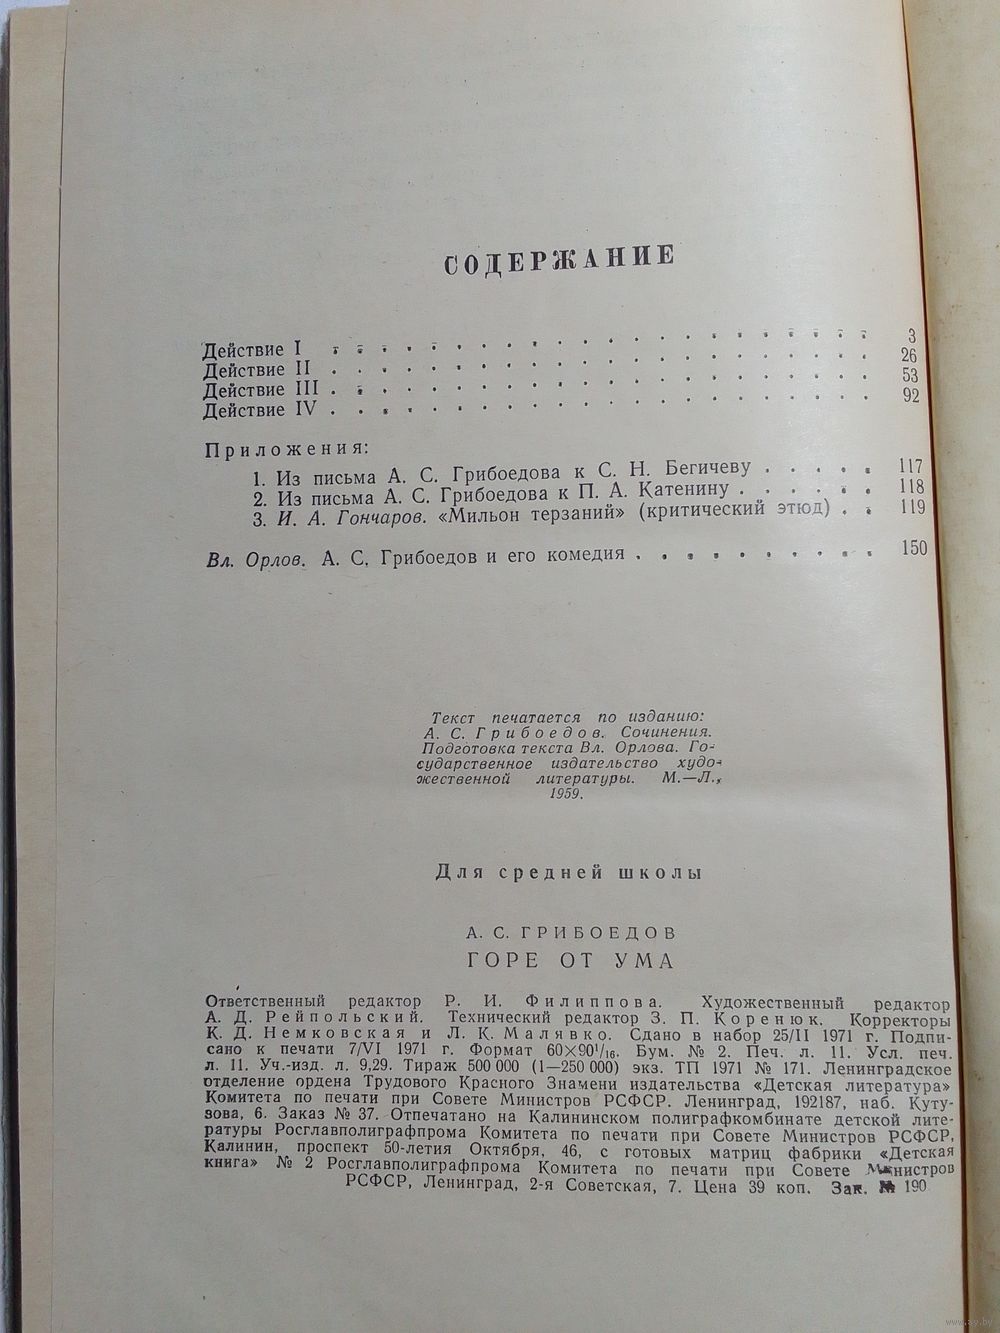 СОДЕРЖАНИЕ
Действие I . . . . . . . . . . . . . . . . . . . . . . 3
Действие II . . . . . . . . . . . . . . . . . . . . . . 26
Действие III . . . . . . . . . . . . . . . . . . . . . . 53
Действие IV . . . . . . . . . . . . . . . . . . . . . . 92
Приложения:
1. Из письма А. С. Грибоедова к С. Н. Бегичеву . . . . . 117
2. Из письма А. С. Грибоедова к П. А. Катенину . . . . . . 118
3. И. А. Гончаров. «Мильон терзаний» (критический этюд) . . 119
Вл. Орлов. А. С. Грибоедов и его комедия . . . . . . . . . . 150
Текст печатается по изданию:
А. С. Грибоедов. Сочинения.
Подготовка текста Вл. Орлова. Го-
сударственное издательство худо-
жественной литературы. М.—Л.,
1959.
Для средней школы
А. С. ГРИБОЕДОВ
ГОРЕ ОТ УМА
Ответственный редактор Р. И. Филиппова. Художественный редактор
А. Д. Рейпольский. Технический редактор З. П. Коренюк. Корректоры
К. Д. Немковская и Л. К. Малявко. Сдано в набор 25/II 1971 г. Подпи-
сано к печати 7/VI 1971 г. Формат 60×90¹/₁₆. Бум. № 2. Печ. л. 11. Усл. печ.
л. 11. Уч.-изд. л. 9,29. Тираж 500 000 (1—250 000) экз. ТП 1971 № 171. Ленинградское
отделение ордена Трудового Красного Знамени издательства «Детская литература»
Комитета по печати при Совете Министров РСФСР. Ленинград, 192187, наб. Куту-
зова, 6. Заказ № 37. Отпечатано на Калининском полиграфкомбинате детской лите-
ратуры Росглавполиграфпрома Комитета по печати при Совете Министров РСФСР,
Калинин, проспект 50-летия Октября, 46, с готовых матриц фабрики «Детская
книга» № 2 Росглавполиграфпрома Комитета по печати при Совете Министров
РСФСР, Ленинград, 2-я Советская, 7. Цена 39 коп. Зак. № 190
www.ay.by